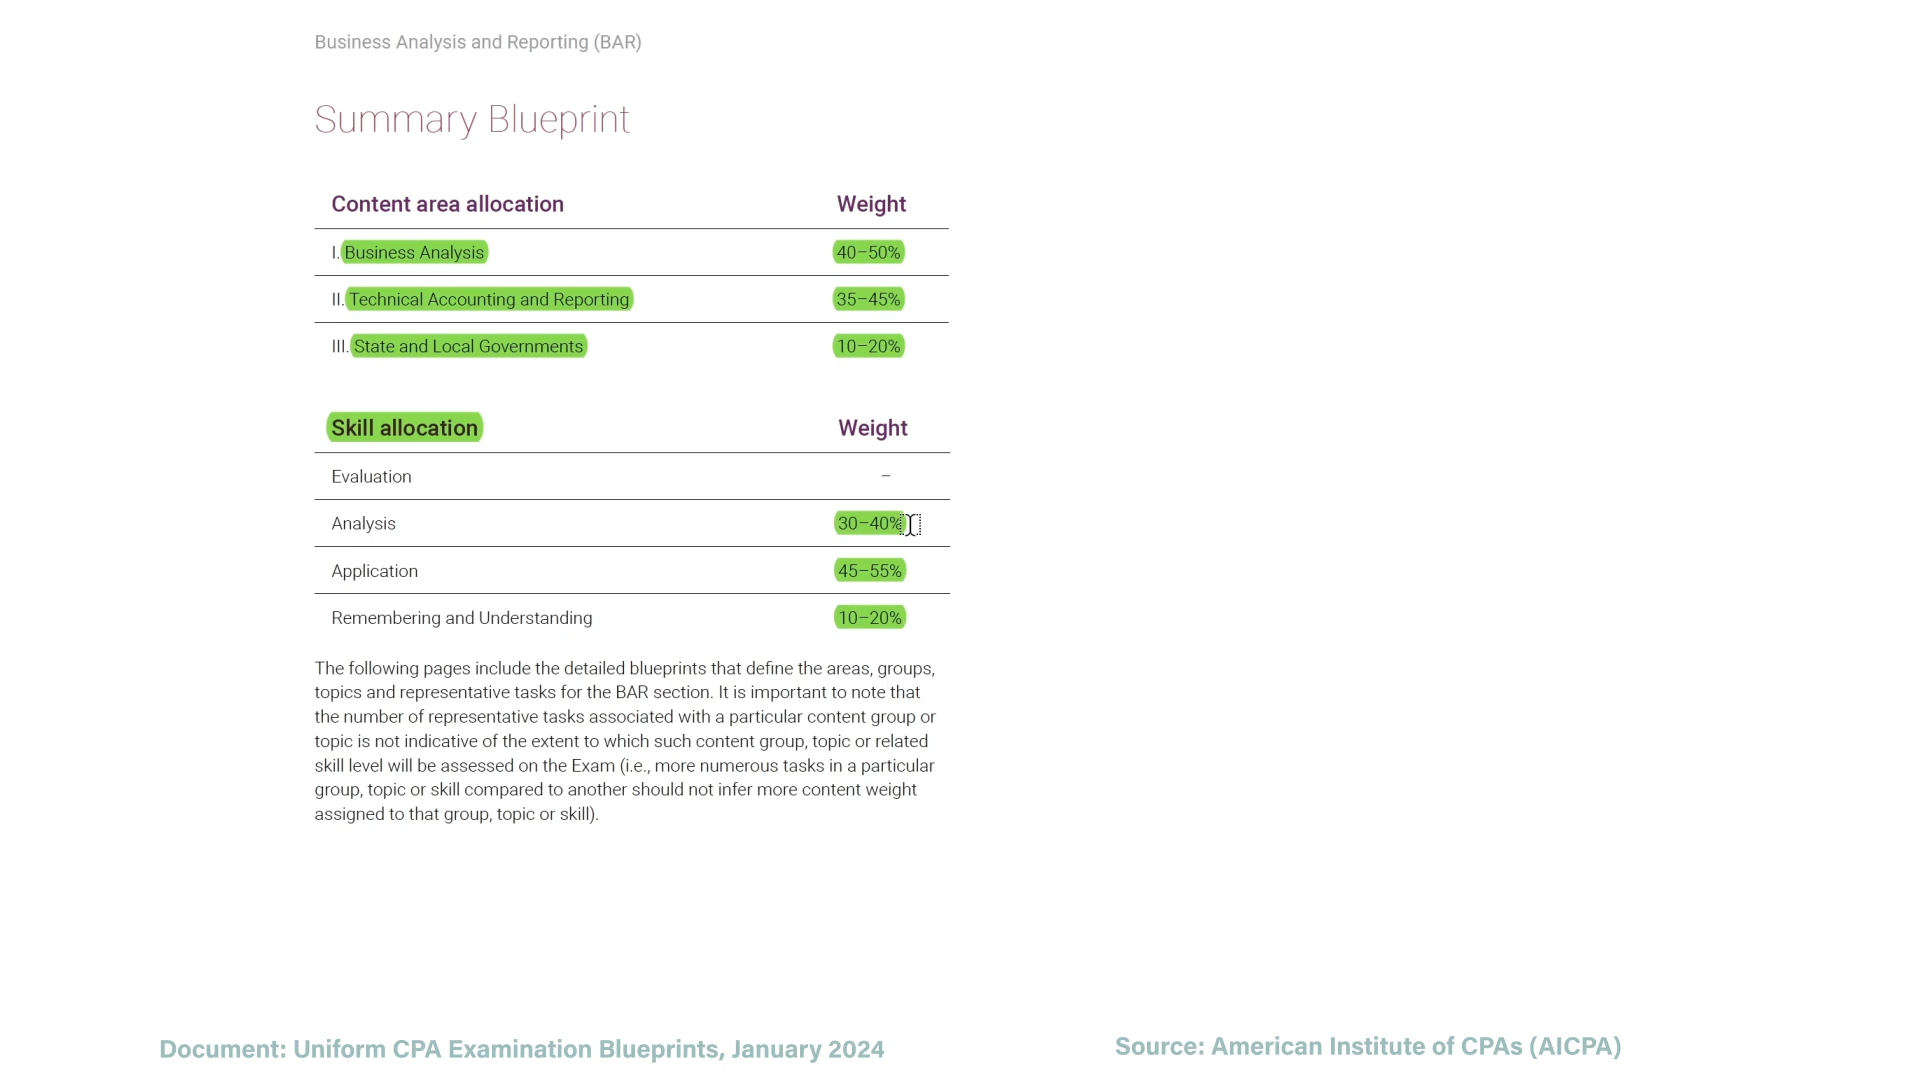 Business Analysis and Reporting (BAR)
Summary Blueprint
Content area allocation Weight
I. Business Analysis 40–50%
II. Technical Accounting and Reporting 35–45%
III. State and Local Governments 10–20%
Skill allocation Weight
Evaluation –
Analysis 30–40%
Application 45–55%
Remembering and Understanding 10–20%
The following pages include the detailed blueprints that define the areas, groups,
topics and representative tasks for the BAR section. It is important to note that
the number of representative tasks associated with a particular content group or
topic is not indicative of the extent to which such content group, topic or related
skill level will be assessed on the Exam (i.e., more numerous tasks in a particular
group, topic or skill compared to another should not infer more content weight
assigned to that group, topic or skill).
Document: Uniform CPA Examination Blueprints, January 2024
Source: American Institute of CPAs (AICPA)